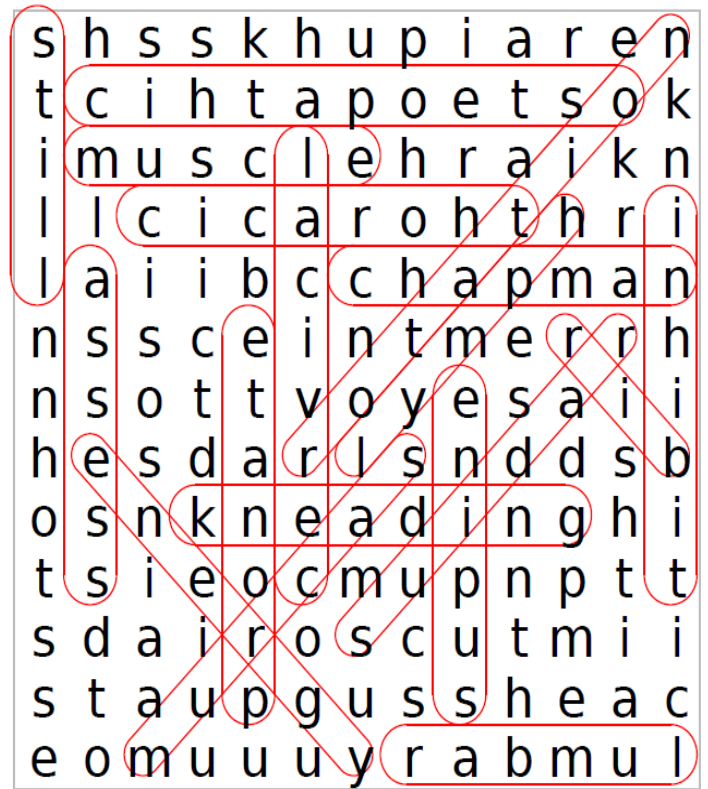 s h s s k h u p i a r e n
t c i h t a p o e t s o k
i m u s c l e h r a i k n
l l c i c a r o h t h r i
l a i i b c c h a p m a n
n s s c e i n t m e r r h
n s o t t v o y e s a i i
h e s d a r l s n d d s b
o s n k n e a d i n g h i
t s i e o c m u p n p t t
s d a i r o s c u t m i i
s t a u p g u s s h e a c
e o m u u u y r a b m u l